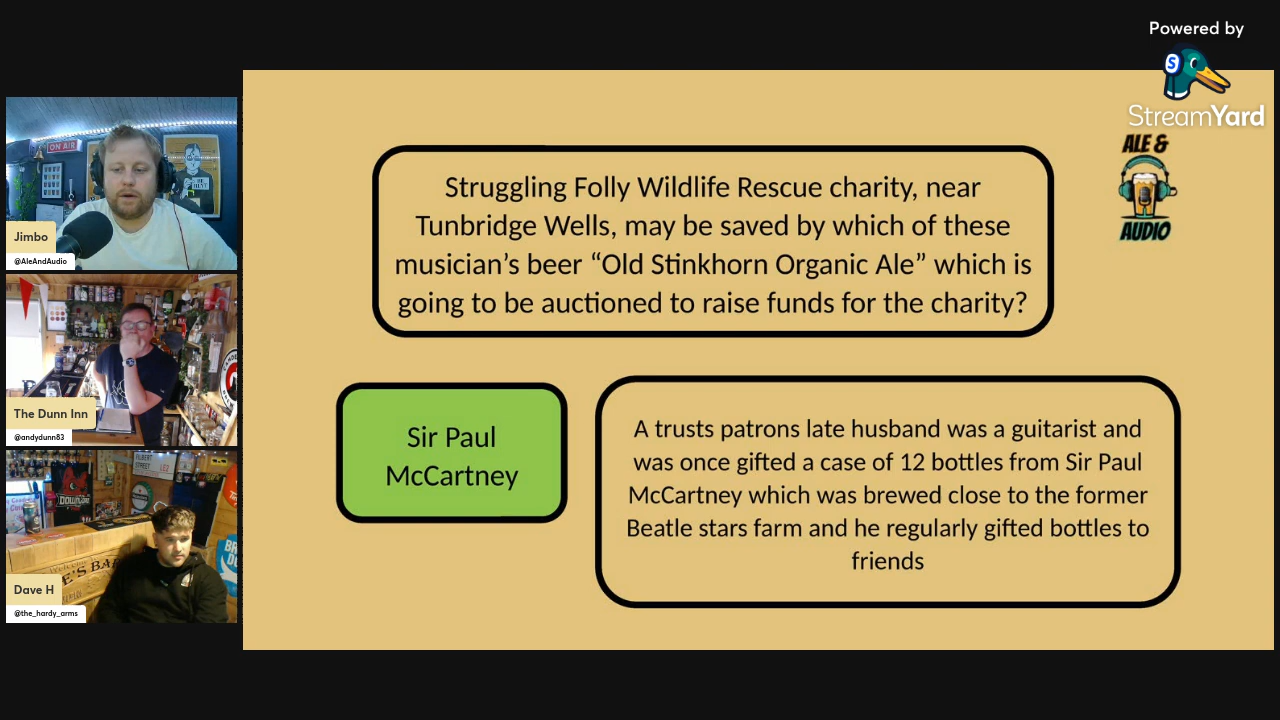 Powered by
StreamYard
ALE &
AUDIO
Struggling Folly Wildlife Rescue charity, near
Tunbridge Wells, may be saved by which of these
musician’s beer “Old Stinkhorn Organic Ale” which is
going to be auctioned to raise funds for the charity?
Sir Paul
McCartney
A trusts patrons late husband was a guitarist and
was once gifted a case of 12 bottles from Sir Paul
McCartney which was brewed close to the former
Beatle stars farm and he regularly gifted bottles to
friends
ON AIR
Jimbo
@AleAndAudio
The Dunn Inn
@andydunn83
Dave H
@the_hardy_arms